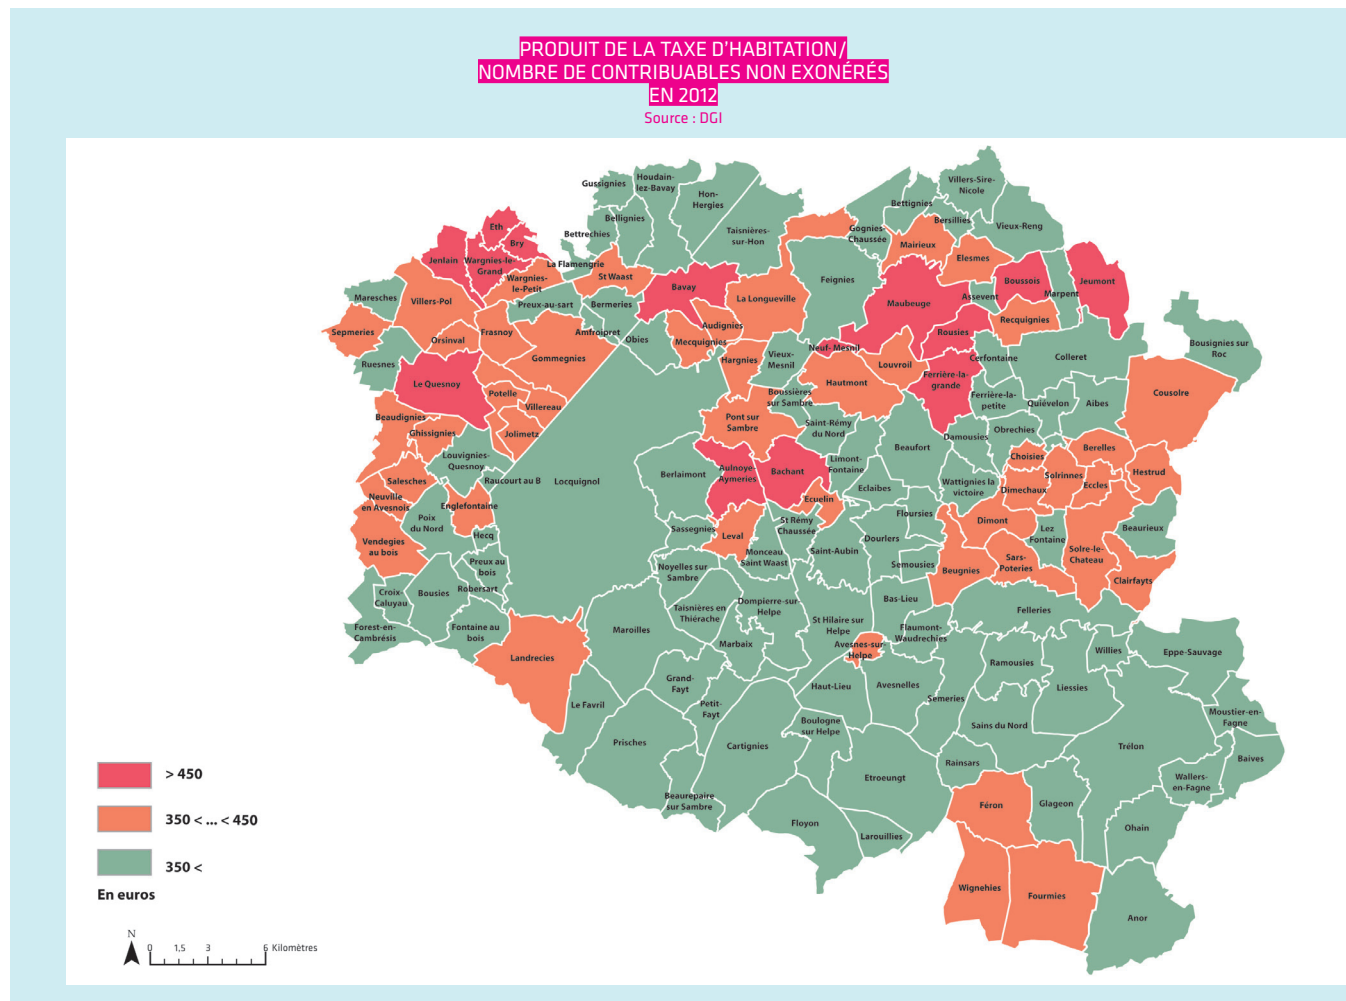 PRODUIT DE LA TAXE D'HABITATION/
NOMBRE DE CONTRIBUABLES NON EXONÉRÉS
EN 2012
Source : DGI
Gussignies
Houdain-
lez-Bavay
Hon-
Hergies
Bellignies
Bettrechies
Taisnières-
sur-Hon
Villers-Sire-
Nicole
Bettignies
Bersillies
Vieux-Reng
Gognies-
Chaussée
Mairieux
Elesmes
Eth
Bry
Jenlain
Wargnies-le-
Grand
Wargnies-
le-Petit
La Flamengrie
St Waast
Bavay
La Longueville
Feignies
Maubeuge
Assevent
Boussois
Marpent
Jeumont
Recquignies
Rousies
Maresches
Villers-Pol
Preux-au-sart
Bermeries
Amfroipret
Obies
Audignies
Mecquignies
Hargnies
Vieux-
Mesnil
Neuf- Mesnil
Louvroil
Hautmont
Ferrière-la-
grande
Cerfontaine
Colleret
Bousignies sur
Roc
Sepmeries
Orsinval
Frasnoy
Gommegnies
Ruesnes
Le Quesnoy
Potelle
Villereau
Jolimetz
Beaudignies
Ghissignies
Louvignies-
Quesnoy
Raucourt au B
Locquignol
Boussières
sur Sambre
Pont sur
Sambre
Saint-Rémy
du Nord
Ferrière-la-
petite
Quiévelon
Aibes
Cousolre
Obrechies
Damousies
Beaufort
Limont-
Fontaine
Berlaimont
Aulnoye-
Aymeries
Bachant
Ecuelin
Eclaibes
Wattignies la
victoire
Choisies
Berelles
Solrinnes
Eccles
Hestrud
Dimechaux
Salesches
Neuville
en Avesnois
Englefontaine
Poix
du Nord
Hecq
Vendegies
au bois
Preux au
bois
Robersart
Croix-
Caluyau
Bousies
Forest-en-
Cambrésis
Fontaine au
bois
Landrecies
Sassegnies
Leval
Monceau
Saint Waast
St Rémy
Chaussée
Saint-Aubin
Dourlers
Floursies
Semousies
Dimont
Lez
Fontaine
Beaurieux
Solre-le-
Chateau
Sars-
Poteries
Beugnies
Clairfayts
Noyelles sur
Sambre
Taisnières en
Thiérache
Dompierre-sur-
Helpe
Maroilles
Marbaix
St Hilaire sur
Helpe
Bas-Lieu
Flaumont-
Waudrechies
Felleries
Avesnes-sur-
Helpe
Grand-
Fayt
Petit-
Fayt
Haut-Lieu
Avesnelles
Semeries
Ramousies
Willies
Liessies
Eppe-Sauvage
Moustier-en-
Fagne
Le Favril
Prisches
Cartignies
Boulogne
sur Helpe
Sains du Nord
Trélon
Baives
Wallers-
en-Fagne
Beaurepaire
sur Sambre
Etroeungt
Rainsars
Féron
Glageon
Ohain
Floyon
Larouillies
Wignehies
Fourmies
Anor
> 450
350 < ... < 450
350 <
En euros
N
0 1,5 3 6 Kilomètres